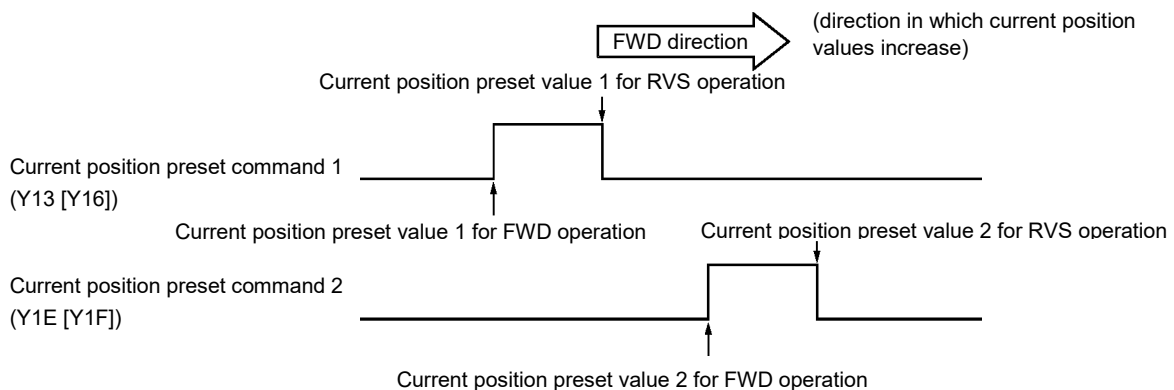 (direction in which current position
values increase)
FWD direction
Current position preset value 1 for RVS operation
Current position preset command 1
(Y13 [Y16])
Current position preset value 1 for FWD operation
Current position preset value 2 for RVS operation
Current position preset command 2
(Y1E [Y1F])
Current position preset value 2 for FWD operation